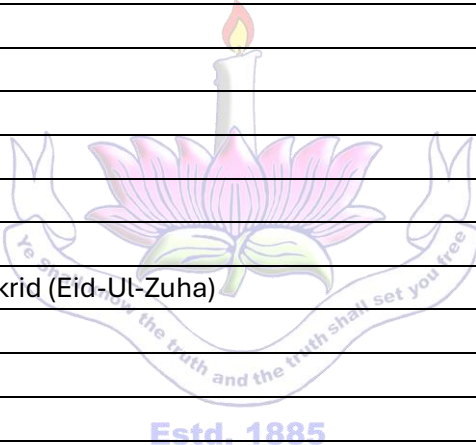 krid (Eid-Ul-Zuha)
Ye Shall know the truth and the truth shall set you free
Estd. 1885